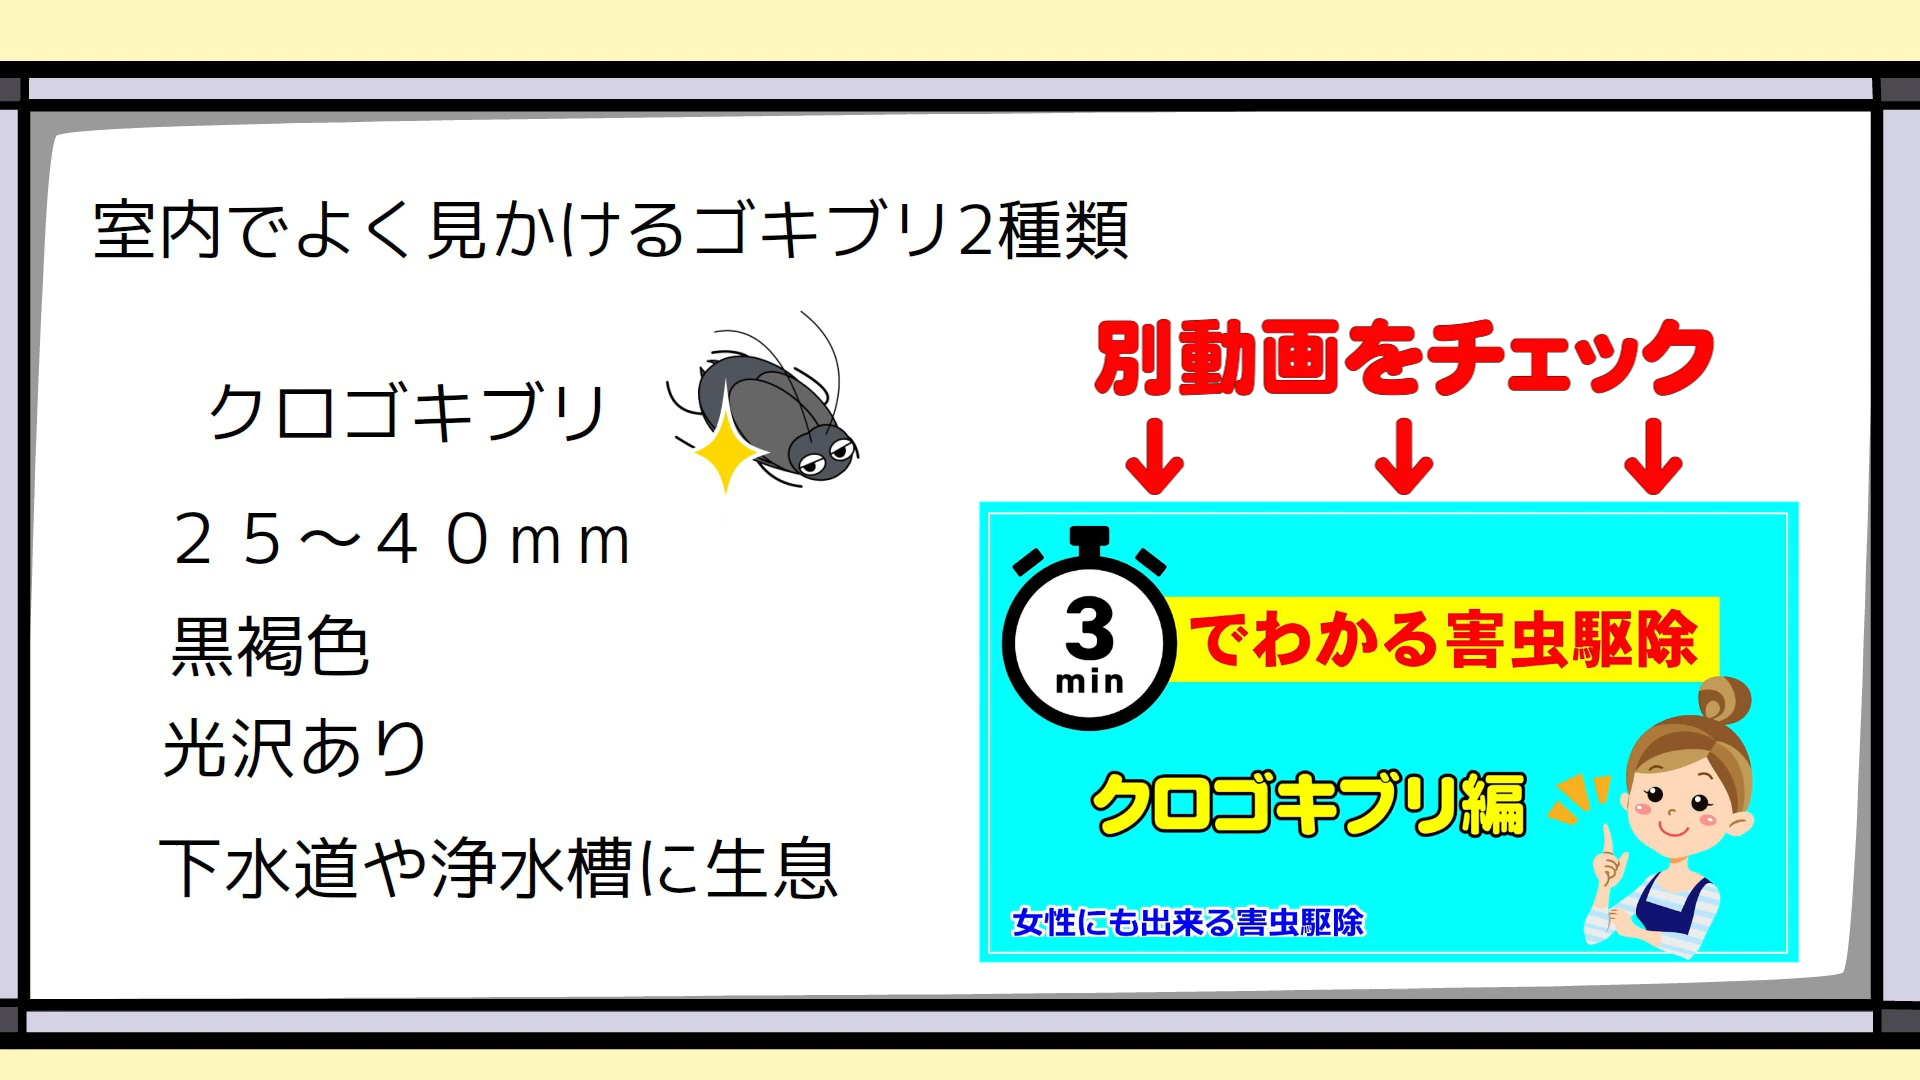 室内でよく見かけるゴキブリ2種類
クロゴキブリ
２５～４０ｍｍ
黒褐色
光沢あり
下水道や浄水槽に生息
別動画をチェック
3
min
でわかる害虫駆除
クロゴキブリ編
女性にも出来る害虫駆除